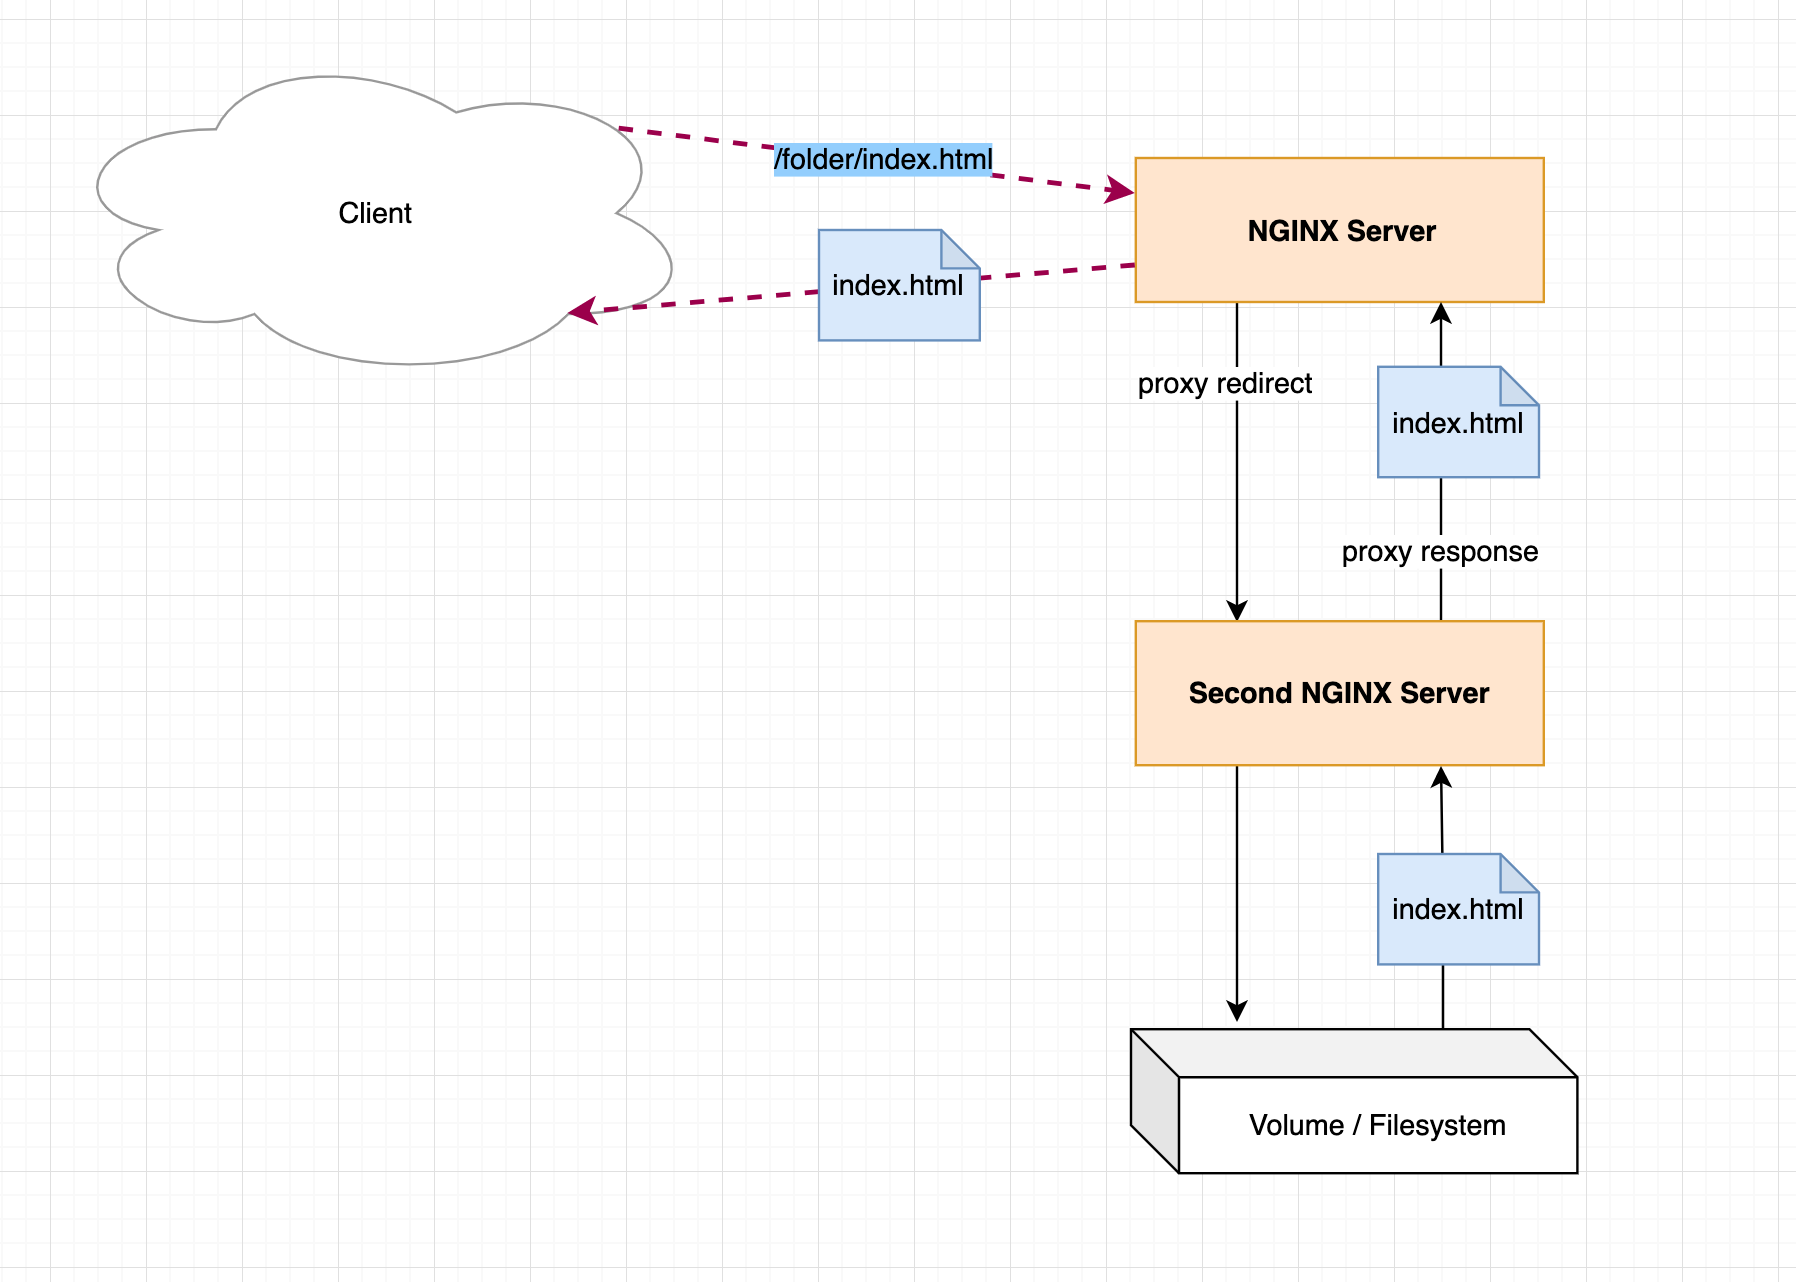 /folder/index.html
Client
NGINX Server
index.html
proxy redirect
index.html
proxy response
Second NGINX Server
index.html
Volume / Filesystem